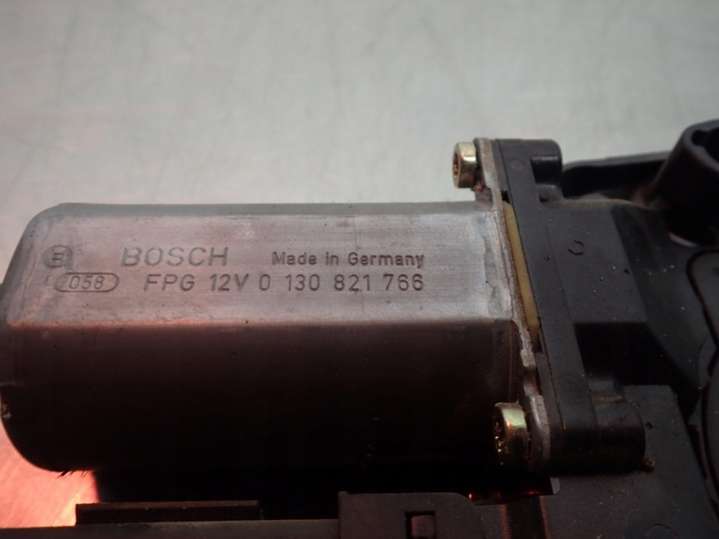 BOSCH Made in Germany
058 FPG 12V 0 130 821 766